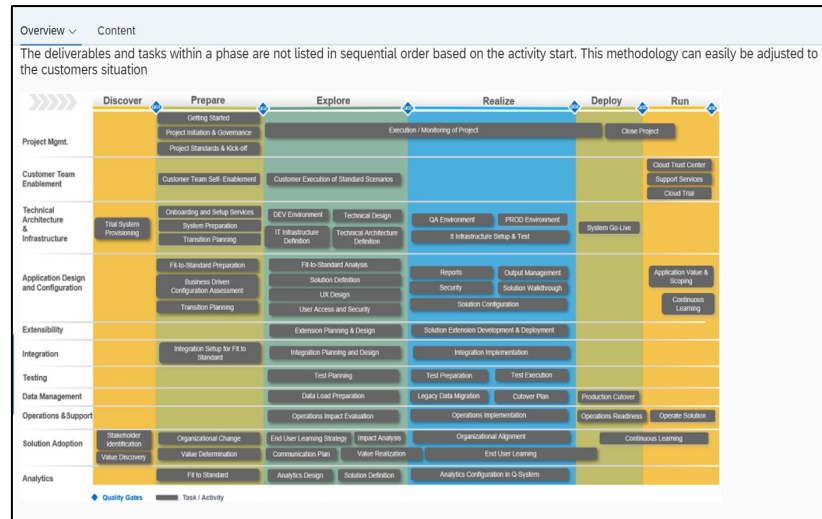 Overview Content
The deliverables and tasks within a phase are not listed in sequential order based on the activity start. This methodology can easily be adjusted to
the customers situation
Discover Prepare Explore Realize Deploy Run
Project Mgmt.
Getting Started
Project Initiation & Governance
Project Standards & Kick-off
Execution / Monitoring of Project
Close Project
Customer Team
Enablement
Customer Team Self- Enablement
Customer Execution of Standard Scenarios
Cloud Trust Center
Support Services
Cloud Trial
Technical
Architecture
&
Infrastructure
Trial System
Provisioning
Onboarding and Setup Services
System Preparation
Transition Planning
DEV Environment
Technical Design
IT Infrastructure
Definition
Technical Architecture
Definition
QA Environment
PROD Environment
It Infrastructure Setup & Test
System Go-Live
Application Design
and Configuration
Fit-to-Standard Preparation
Business Driven
Configuration Assessment
Transition Planning
Fit-to-Standard Analysis
Solution Definition
UX Design
User Access and Security
Reports
Output Management
Security
Solution Walkthrough
Solution Configuration
Application Value &
Scoping
Continuous
Learning
Extensibility
Extension Planning & Design
Solution Extension Development & Deployment
Integration
Integration Setup for Fit to
Standard
Integration Planning and Design
Integration Implementation
Testing
Test Planning
Test Preparation
Test Execution
Data Management
Data Load Preparation
Legacy Data Migration
Cutover Plan
Production Cutover
Operations &Support
Operations Impact Evaluation
Operations Implementation
Operations Readiness
Operate Solution
Solution Adoption
Stakeholder
Identification
Value Discovery
Organizational Change
Value Determination
End User Learning Strategy
Impact Analysis
Communication Plan
Value Realization
Organizational Alignment
End User Learning
Continuous Learning
Analytics
Fit to Standard
Analytics Design
Solution Definition
Analytics Configuration in Q-System
Quality Gates Task / Activity